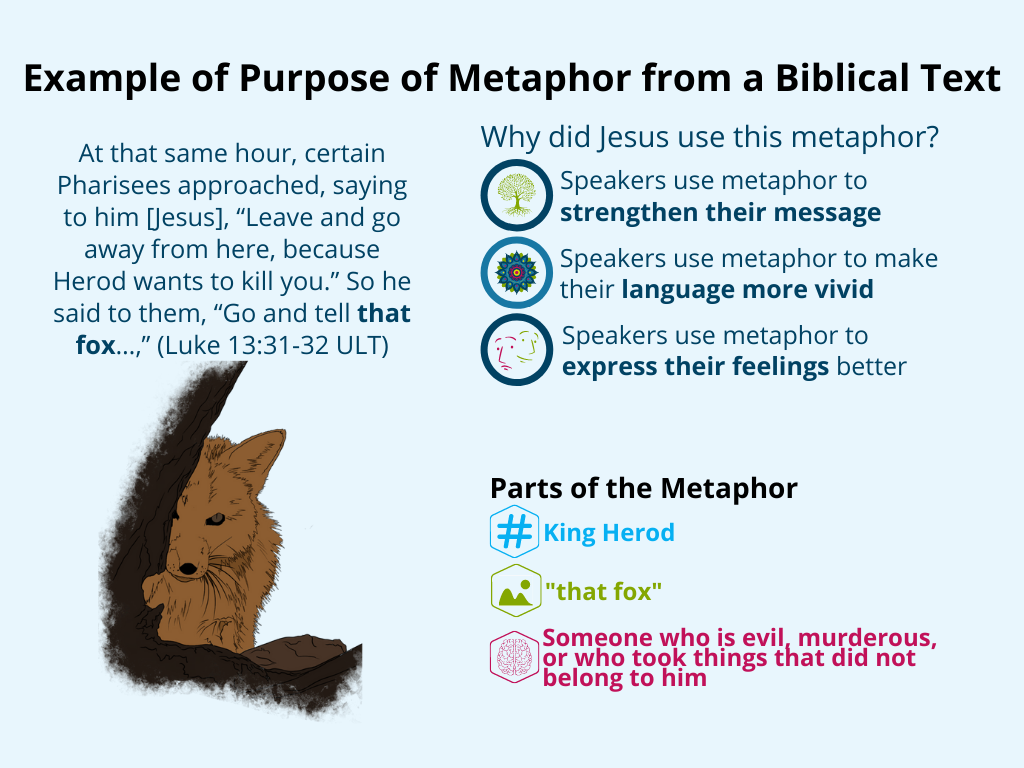 Example of Purpose of Metaphor from a Biblical Text
At that same hour, certain
Pharisees approached, saying
to him [Jesus], “Leave and go
away from here, because
Herod wants to kill you.” So he
said to them, “Go and tell that
fox...,” (Luke 13:31-32 ULT)
Why did Jesus use this metaphor?
Speakers use metaphor to
strengthen their message
Speakers use metaphor to make
their language more vivid
Speakers use metaphor to
express their feelings better
Parts of the Metaphor
King Herod
"that fox"
Someone who is evil, murderous,
or who took things that did not
belong to him